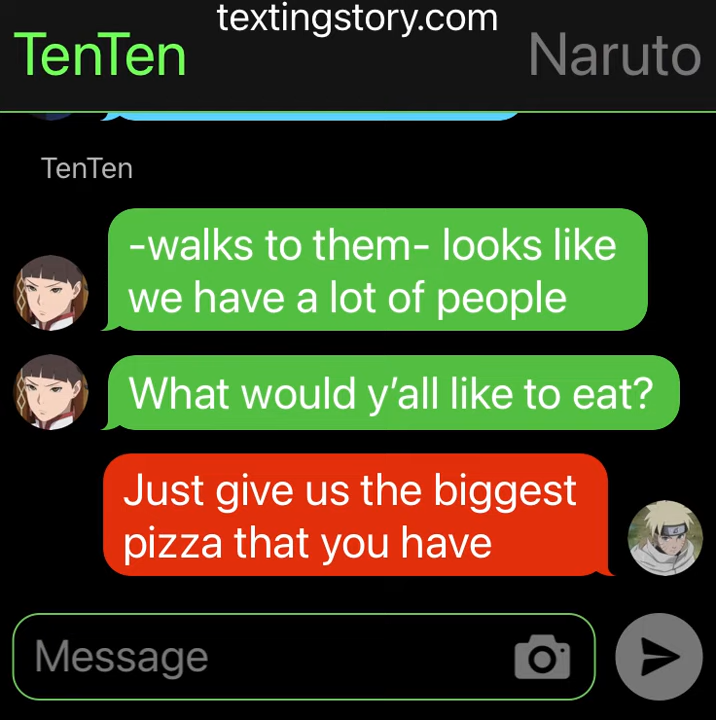 textingstory.com
TenTen
Naruto
TenTen
-walks to them- looks like
we have a lot of people
What would y’all like to eat?
Just give us the biggest
pizza that you have
Message